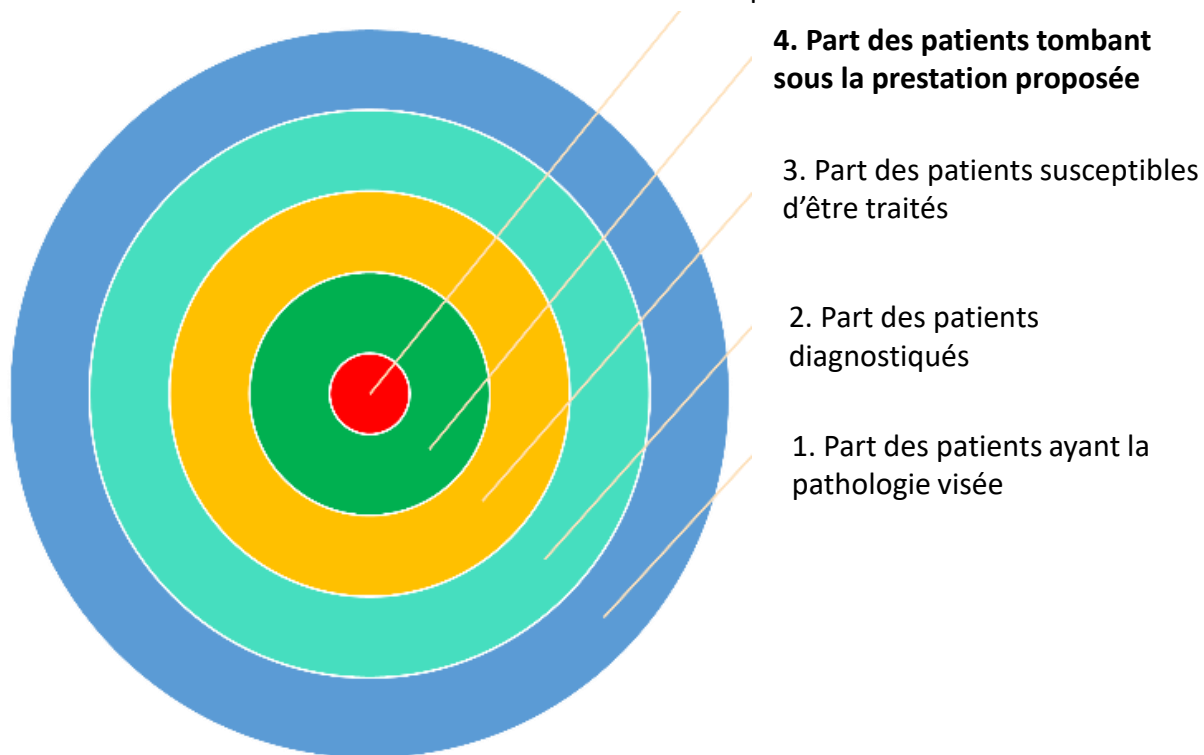 4. Part des patients tombant
sous la prestation proposée
3. Part des patients susceptibles
d'être traités
2. Part des patients
diagnostiqués
1. Part des patients ayant la
pathologie visée